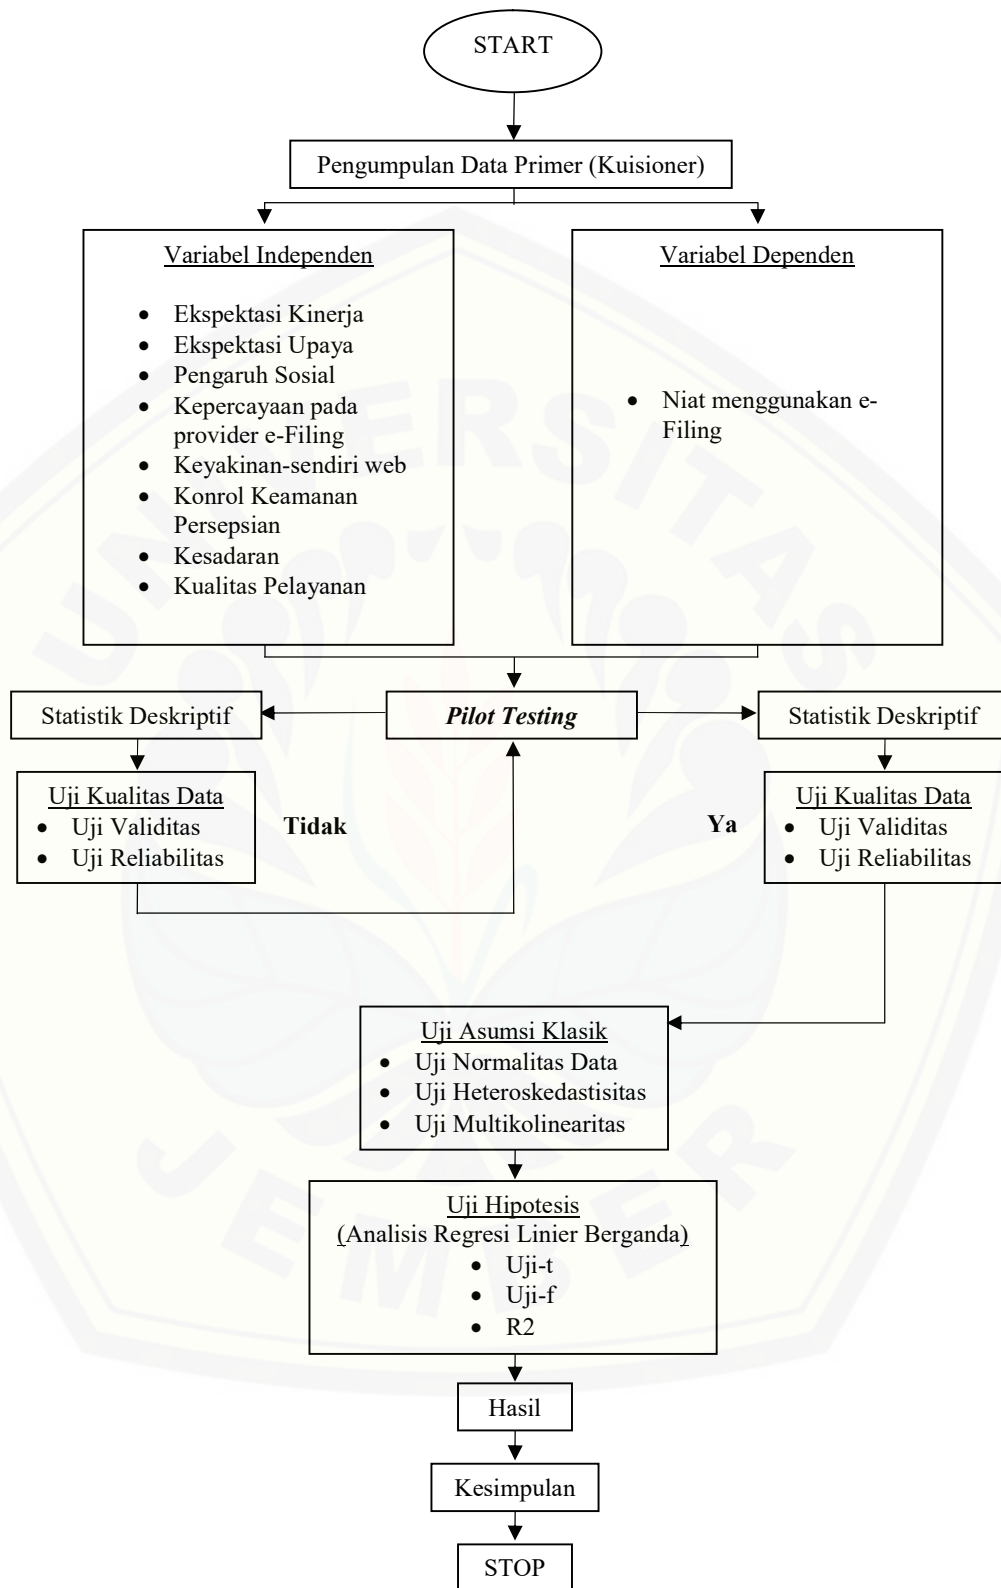 START
Pengumpulan Data Primer (Kuisioner)
Variabel Independen
• Ekspektasi Kinerja
• Ekspektasi Upaya
• Pengaruh Sosial
• Kepercayaan pada
provider e-Filing
• Keyakinan-sendiri web
• Konrol Keamanan
Persepsian
• Kesadaran
• Kualitas Pelayanan
Variabel Dependen
• Niat menggunakan e-
Filing
Statistik Deskriptif
Pilot Testing
Statistik Deskriptif
Uji Kualitas Data
• Uji Validitas
• Uji Reliabilitas
Tidak
Ya
Uji Kualitas Data
• Uji Validitas
• Uji Reliabilitas
Uji Asumsi Klasik
• Uji Normalitas Data
• Uji Heteroskedastisitas
• Uji Multikolinearitas
Uji Hipotesis
(Analisis Regresi Linier Berganda)
• Uji-t
• Uji-f
• R2
Hasil
Kesimpulan
STOP
UNIVERSITAS
JEMBER